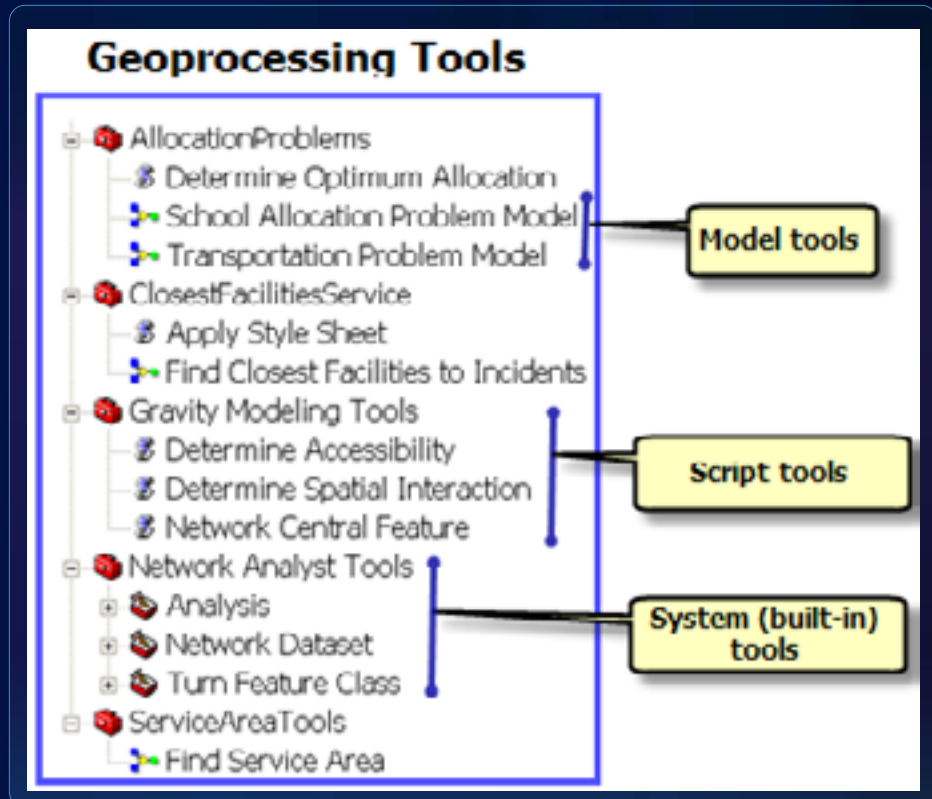 Geoprocessing Tools
AllocationProblems
Determine Optimum Allocation
School Allocation Problem Model
Transportation Problem Model
Model tools
ClosestFacilitiesService
Apply Style Sheet
Find Closest Facilities to Incidents
Gravity Modeling Tools
Determine Accessibility
Determine Spatial Interaction
Network Central Feature
Script tools
Network Analyst Tools
Analysis
Network Dataset
Turn Feature Class
System (built-in)
tools
ServiceAreaTools
Find Service Area